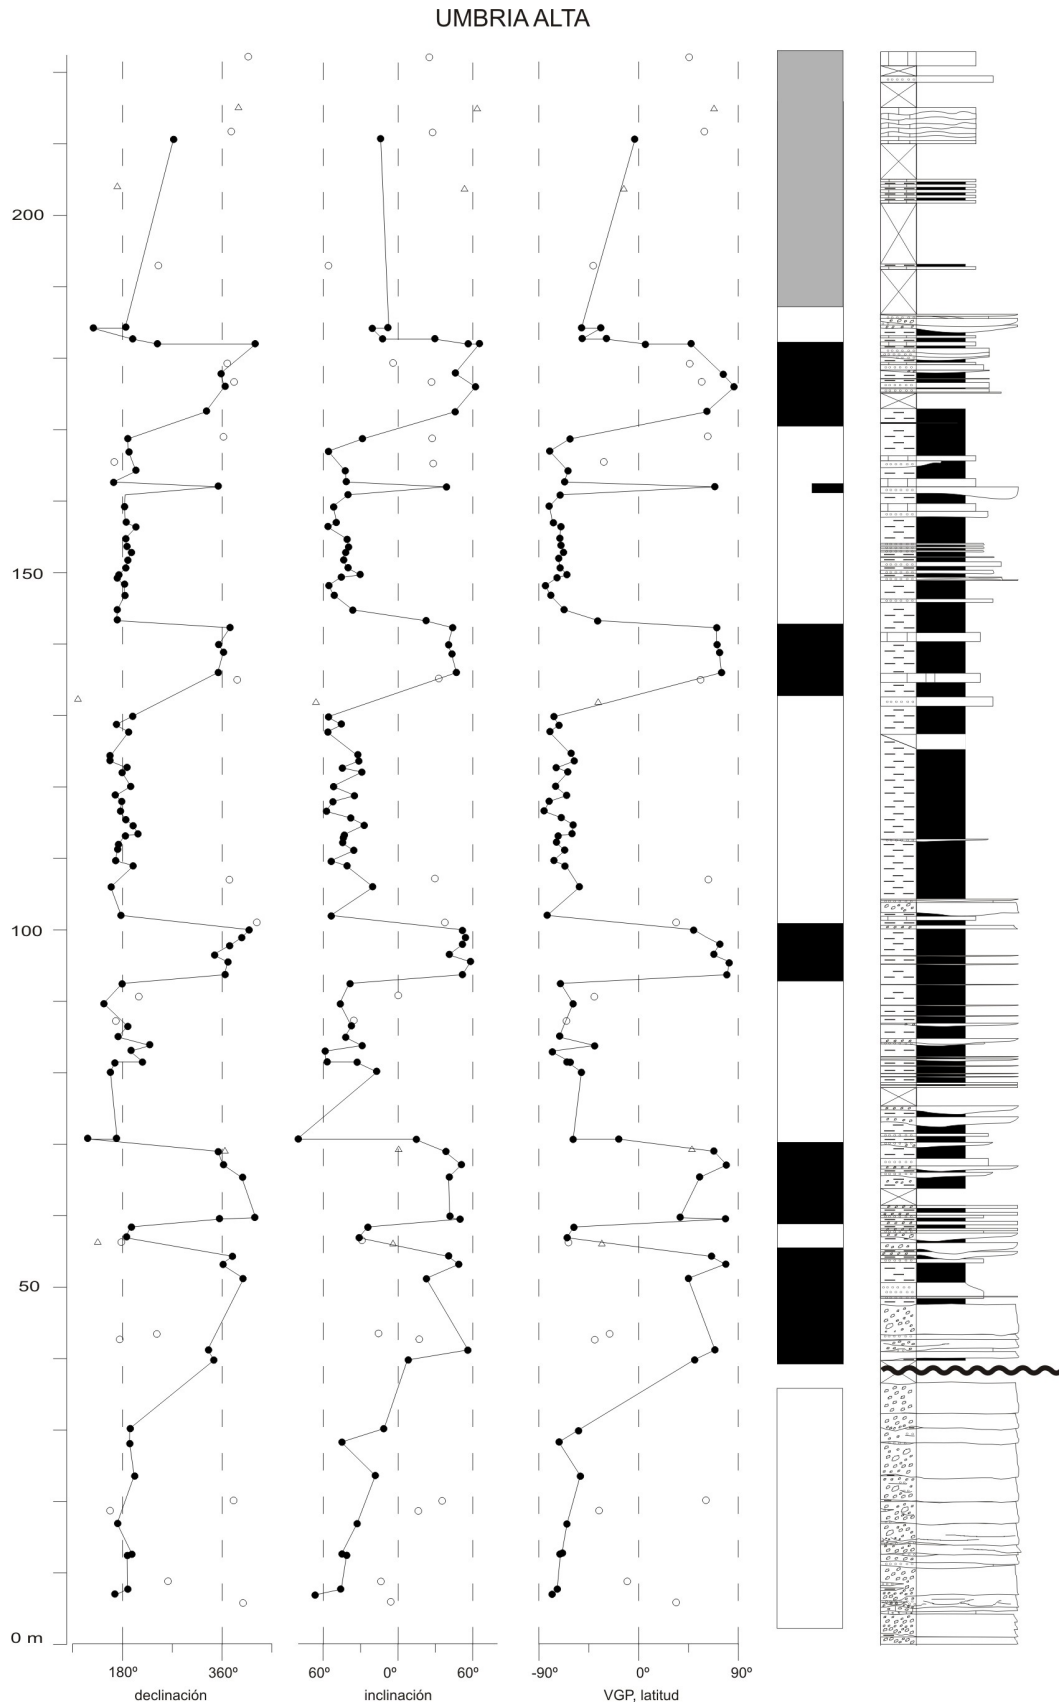 UMBRIA ALTA
200
150
100
50
0 m
180º 360º 60º 0º 60º -90º 0º 90º
declinación inclinación VGP, latitud